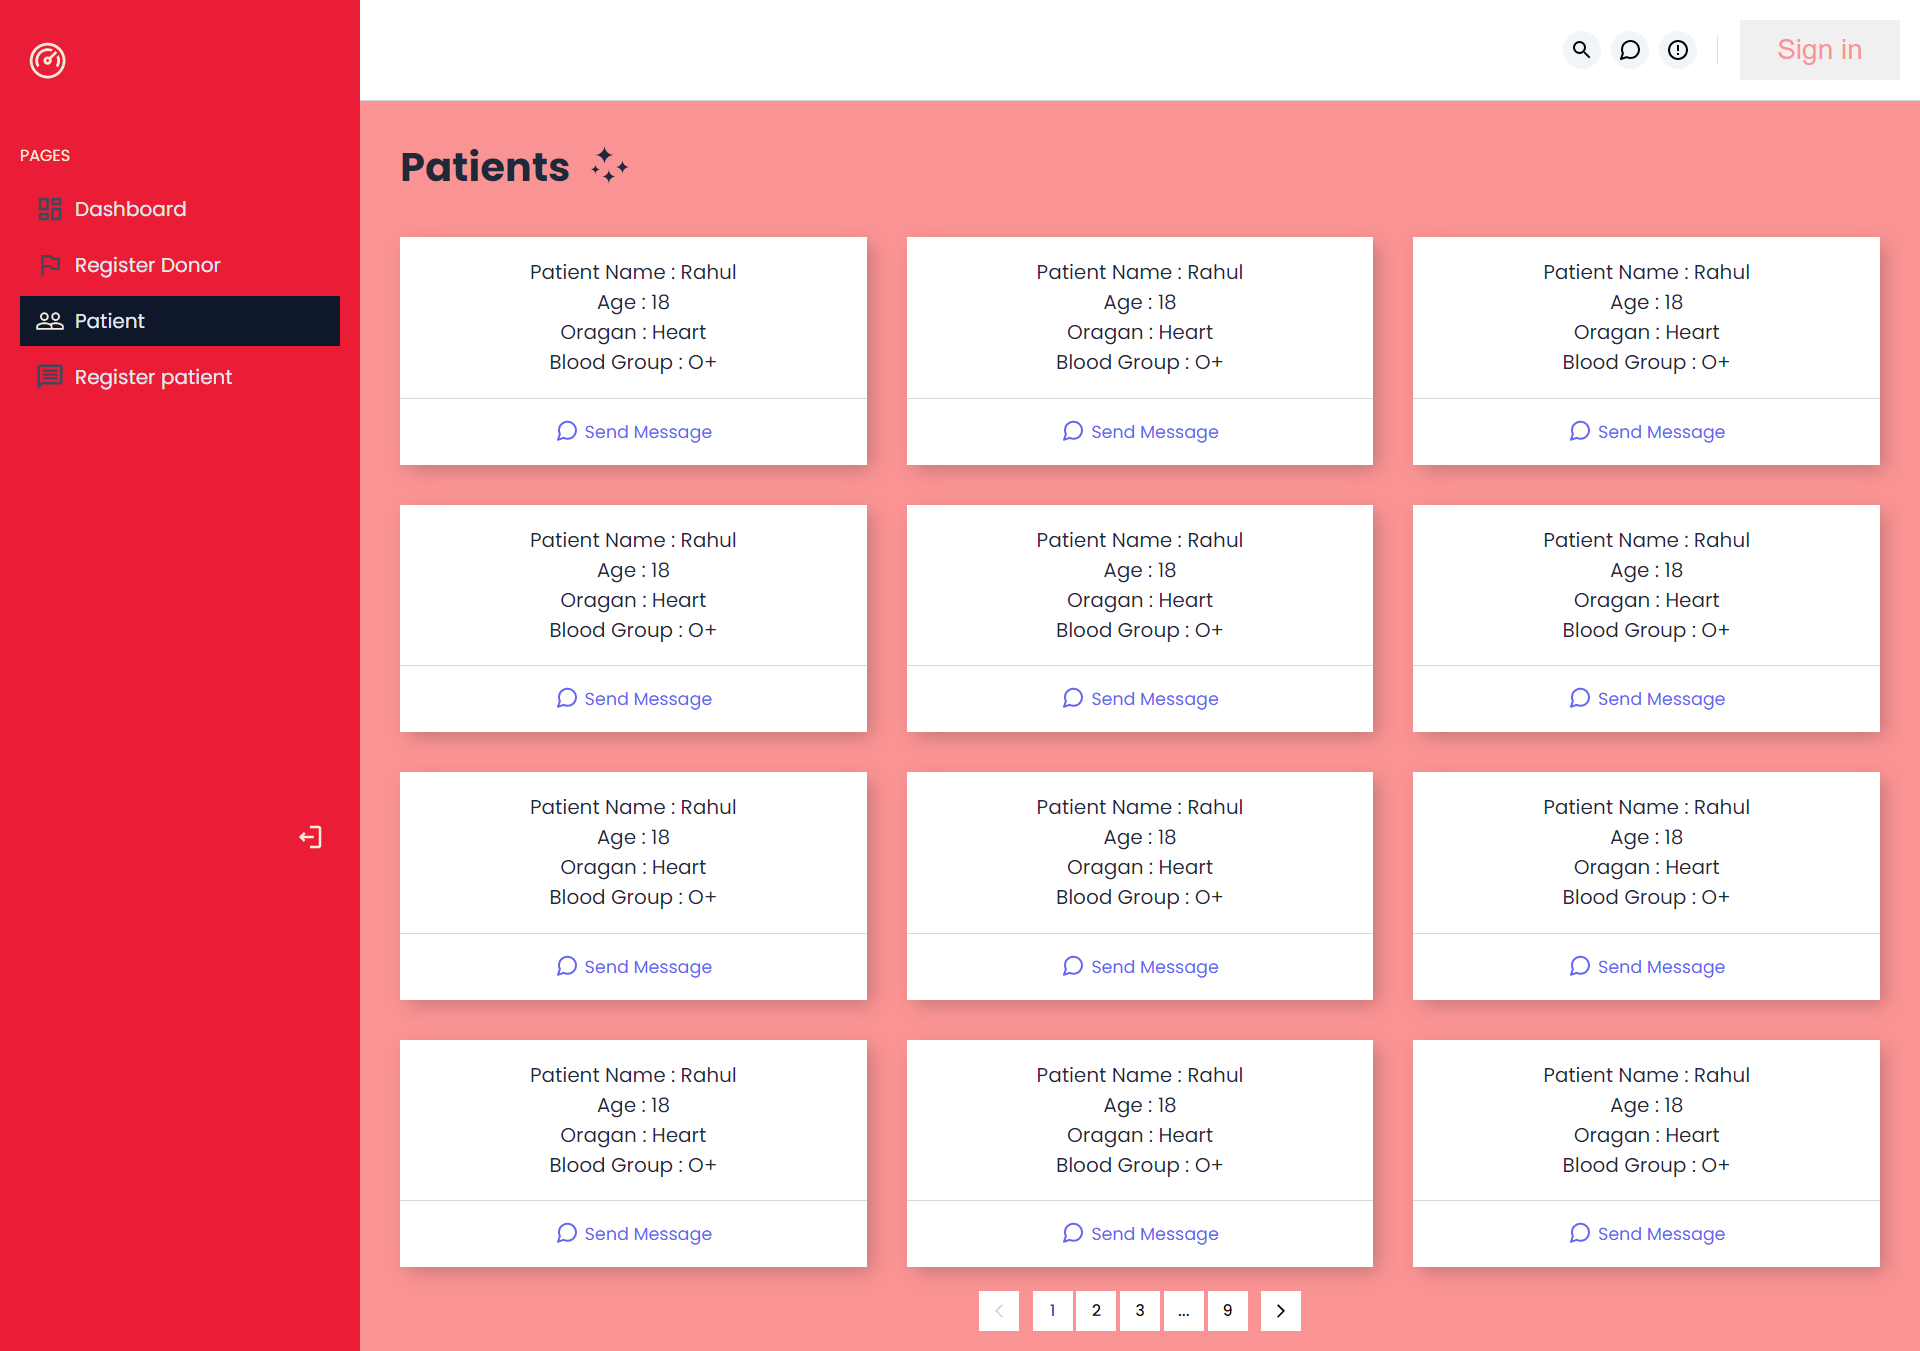 Sign in
PAGES
Dashboard
Register Donor
Patient
Register patient
Patients
Patient Name : Rahul
Age : 18
Oragan : Heart
Blood Group : O+
Send Message
Patient Name : Rahul
Age : 18
Oragan : Heart
Blood Group : O+
Send Message
Patient Name : Rahul
Age : 18
Oragan : Heart
Blood Group : O+
Send Message
Patient Name : Rahul
Age : 18
Oragan : Heart
Blood Group : O+
Send Message
Patient Name : Rahul
Age : 18
Oragan : Heart
Blood Group : O+
Send Message
Patient Name : Rahul
Age : 18
Oragan : Heart
Blood Group : O+
Send Message
Patient Name : Rahul
Age : 18
Oragan : Heart
Blood Group : O+
Send Message
Patient Name : Rahul
Age : 18
Oragan : Heart
Blood Group : O+
Send Message
Patient Name : Rahul
Age : 18
Oragan : Heart
Blood Group : O+
Send Message
Patient Name : Rahul
Age : 18
Oragan : Heart
Blood Group : O+
Send Message
Patient Name : Rahul
Age : 18
Oragan : Heart
Blood Group : O+
Send Message
Patient Name : Rahul
Age : 18
Oragan : Heart
Blood Group : O+
Send Message
1 2 3 ... 9